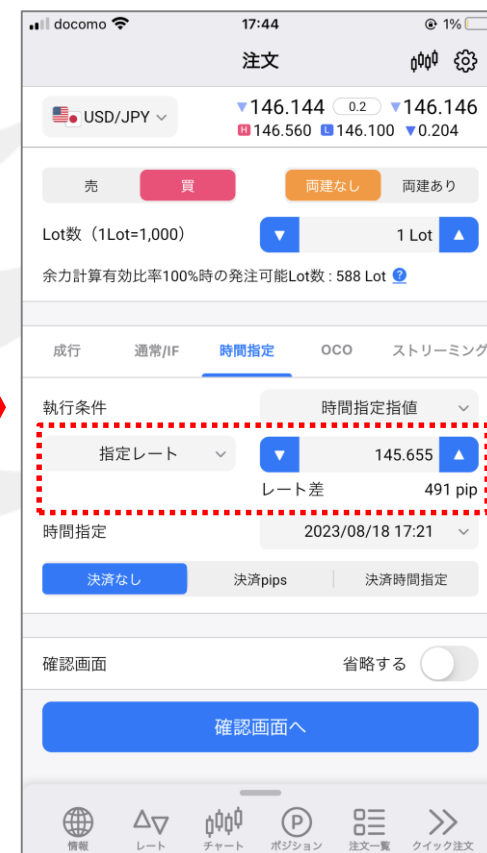 docomo 17:44 1%
注文
USD/JPY ▼146.144 0.2 ▼146.146
H 146.560 L 146.100 ▼0.204
売 買 両建なし 両建あり
Lot数（1Lot=1,000） ▼ 1 Lot ▲
余力計算有効比率100%時の発注可能Lot数 : 588 Lot ?
成行 通常/IF 時間指定 OCO ストリーミング
執行条件 時間指定指値
指定レート ▼ 145.655 ▲
レート差 491 pip
時間指定 2023/08/18 17:21
決済なし 決済pips 決済時間指定
確認画面 省略する
確認画面へ
P
情報 レート チャート ポジション 注文一覧 クイック注文